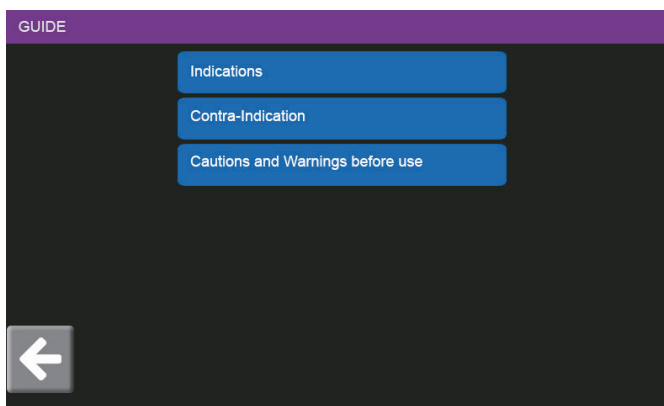 GUIDE
Indications
Contra-Indication
Cautions and Warnings before use